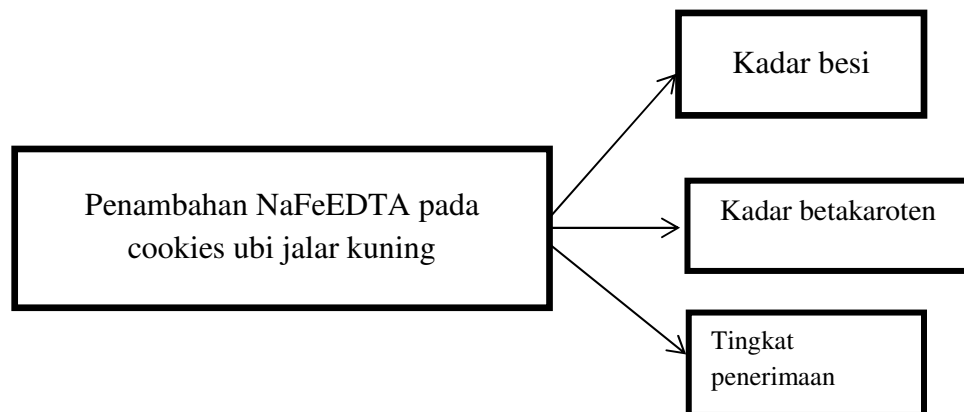 Kadar besi
Penambahan NaFeEDTA pada
cookies ubi jalar kuning
Kadar betakaroten
Tingkat
penerimaan